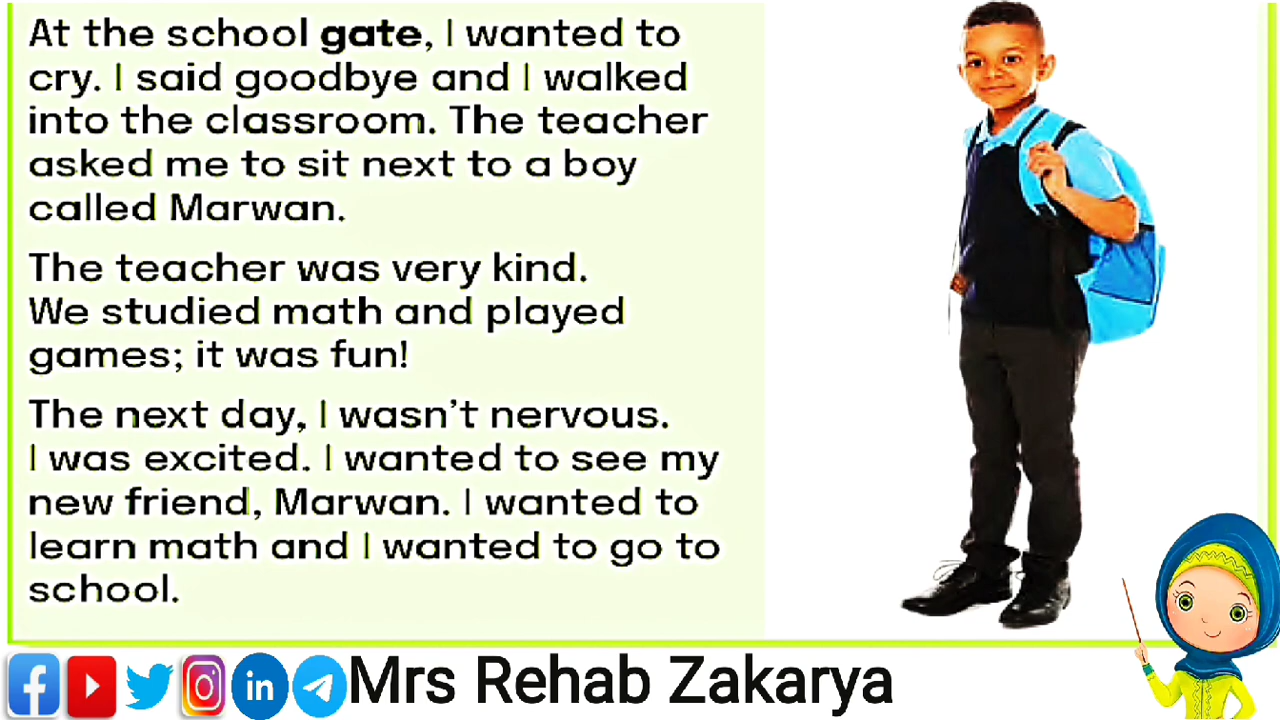 At the school gate, I wanted to
cry. I said goodbye and I walked
into the classroom. The teacher
asked me to sit next to a boy
called Marwan.
The teacher was very kind.
We studied math and played
games; it was fun!
The next day, I wasn't nervous.
I was excited. I wanted to see my
new friend, Marwan. I wanted to
learn math and I wanted to go to
school.
Mrs Rehab Zakarya